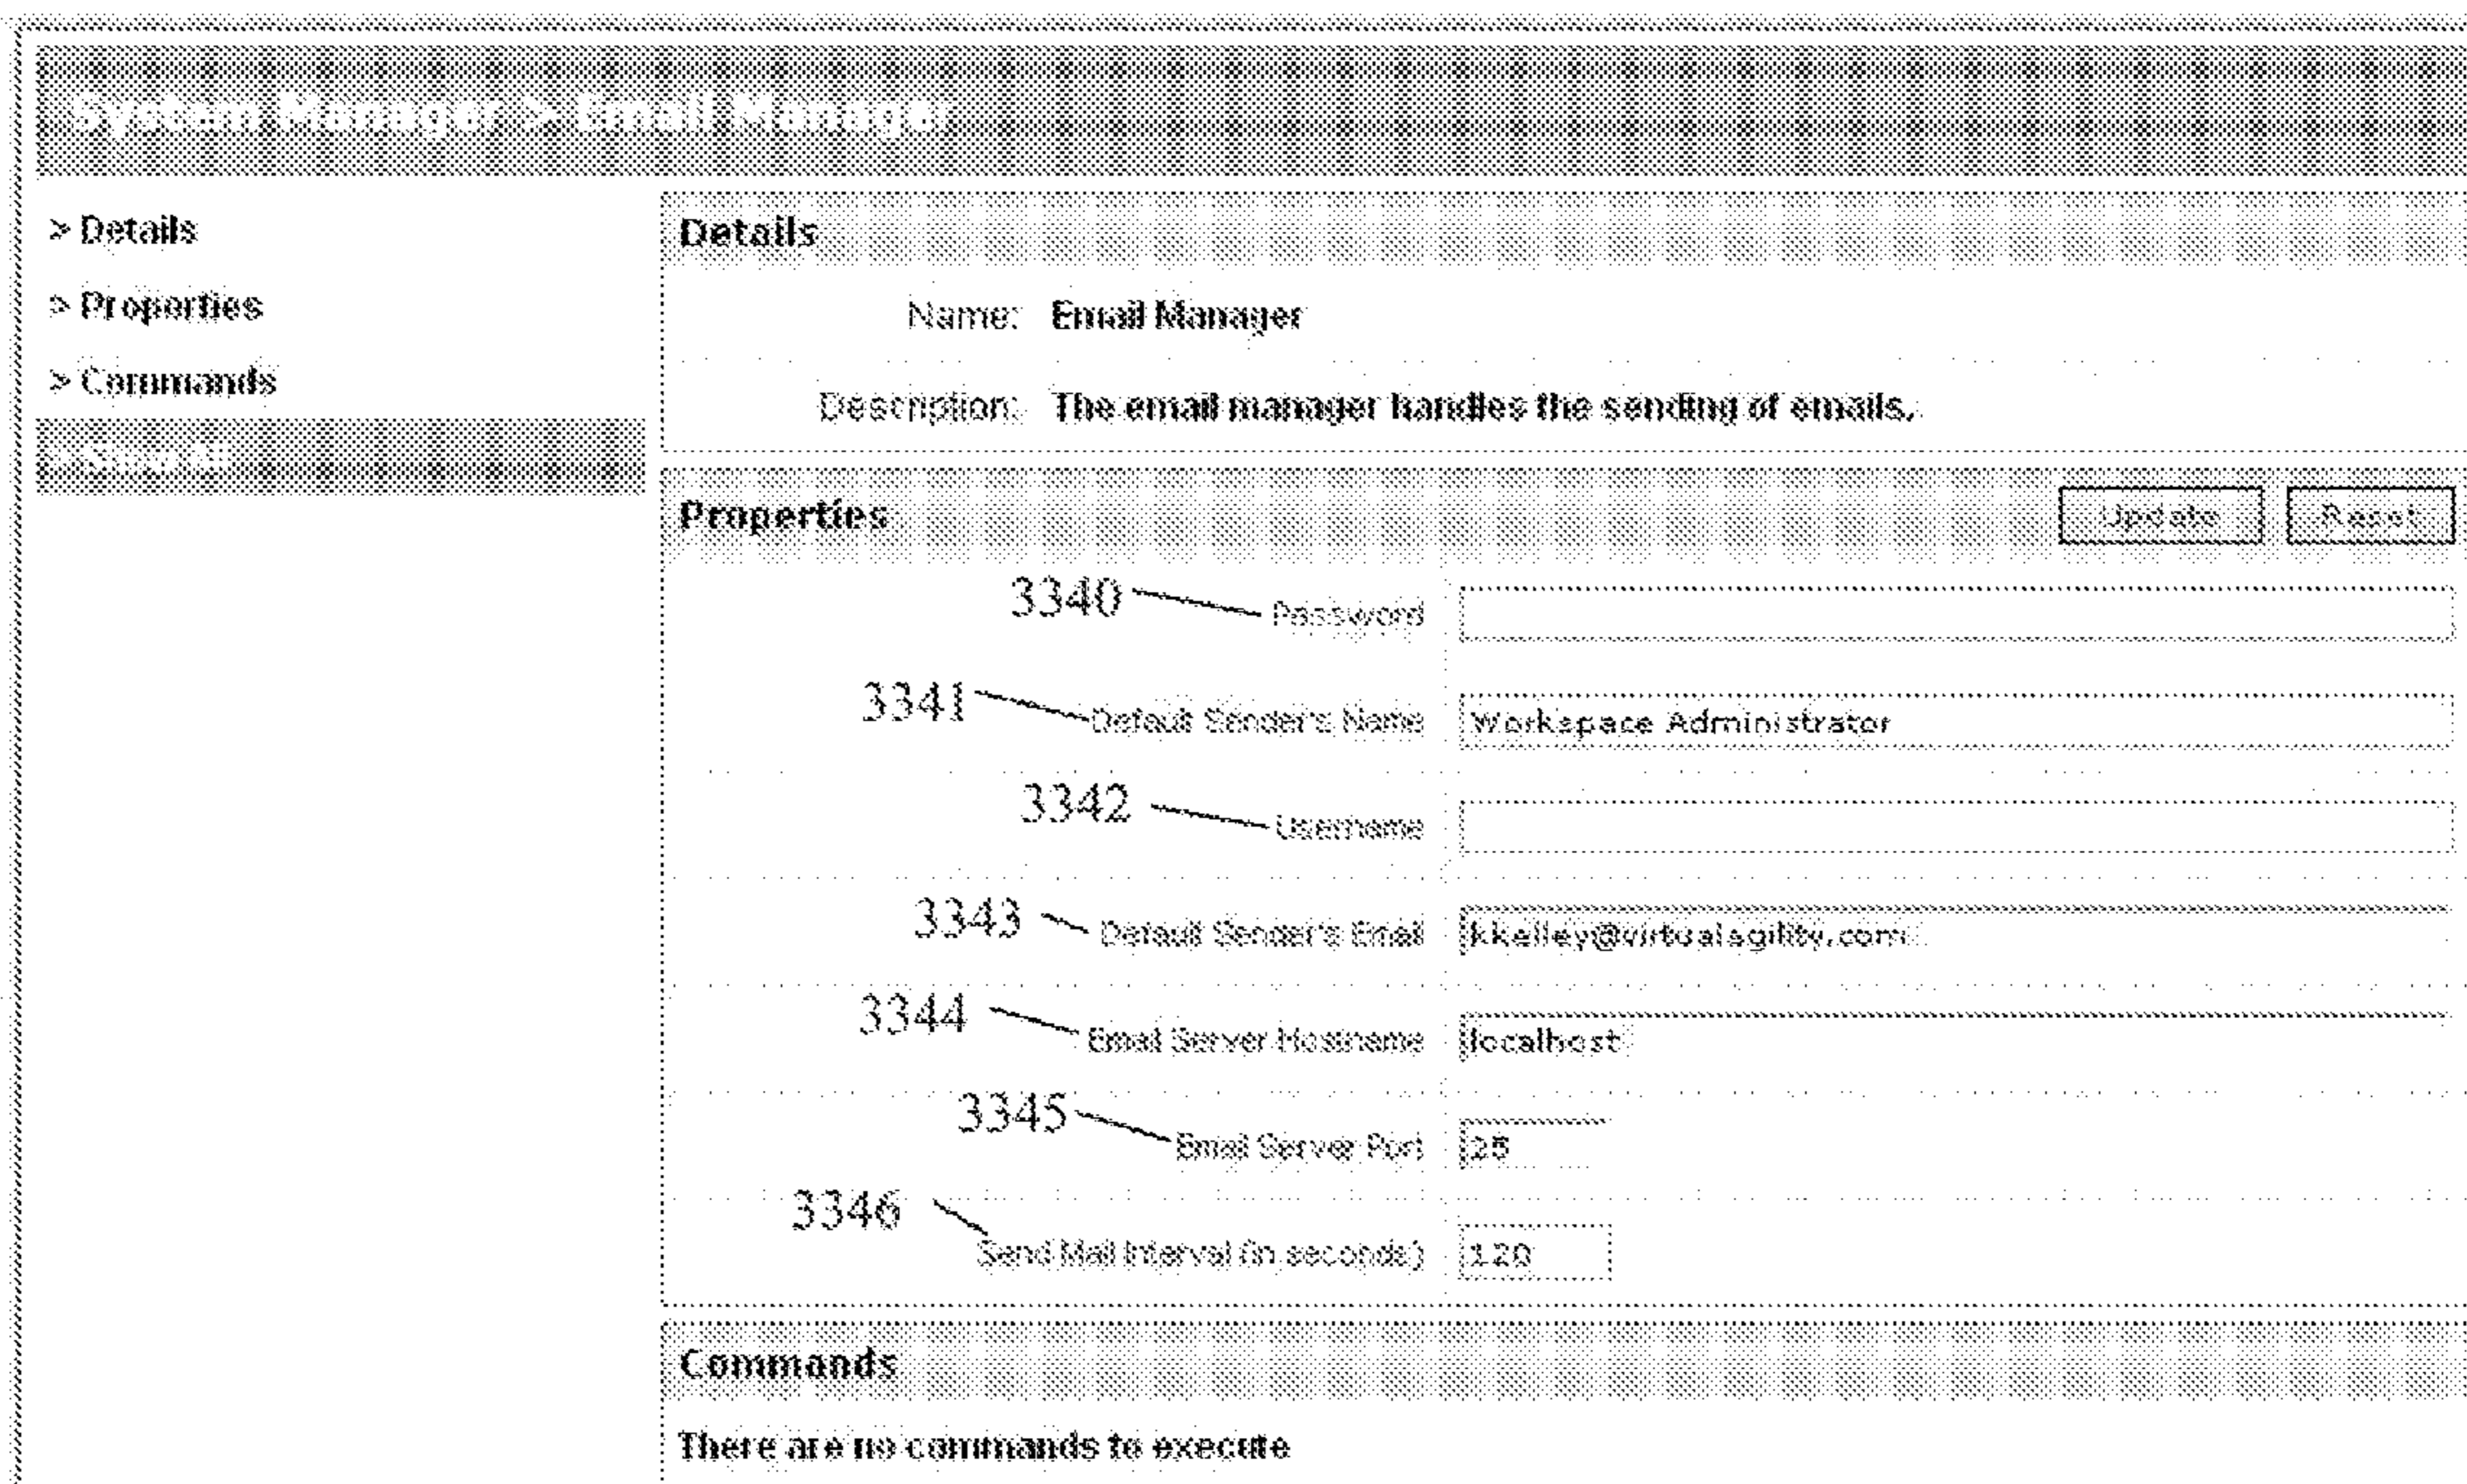 System Manager > Email Manager
> Details
> Properties
> Commands
> Show All
Details
Name: Email Manager
Description: The email manager handles the sending of emails.
Properties Update Reset
3340 Password
3341 Default Sender's Name Workspace Administrator
3342 Username
3343 Default Sender's Email kkelley@virtualagility.com
3344 Email Server Hostname localhost
3345 Email Server Port 25
3346 Send Mail Interval (in seconds) 120
Commands
There are no commands to execute